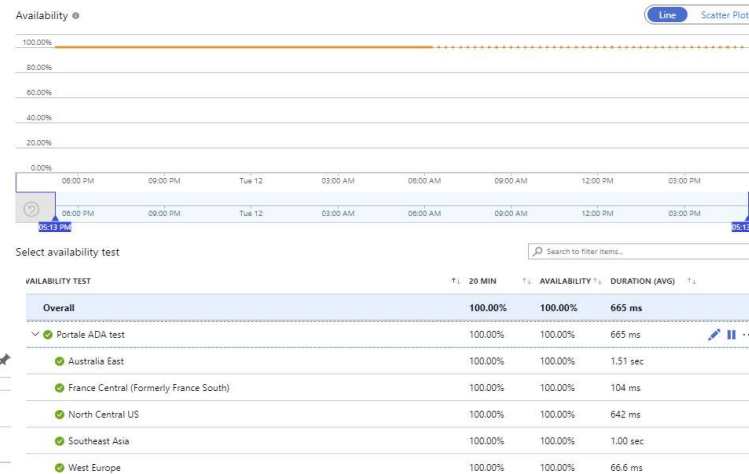 Availability
Line Scatter Plot
100.00%
80.00%
60.00%
40.00%
20.00%
0.00%
06:00 PM 09:00 PM Tue 12 03:00 AM 06:00 AM 09:00 AM 12:00 PM 03:00 PM
06:00 PM 09:00 PM Tue 12 03:00 AM 06:00 AM 09:00 AM 12:00 PM 03:00 PM
05:13 PM 05:13
Select availability test
Search to filter items...
VAILABILITY TEST 20 MIN AVAILABILITY DURATION (AVG)
Overall 100.00% 100.00% 665 ms
Portale ADA test 100.00% 100.00% 665 ms
Australia East 100.00% 100.00% 1.51 sec
France Central (Formerly France South) 100.00% 100.00% 104 ms
North Central US 100.00% 100.00% 642 ms
Southeast Asia 100.00% 100.00% 1.00 sec
West Europe 100.00% 100.00% 66.6 ms